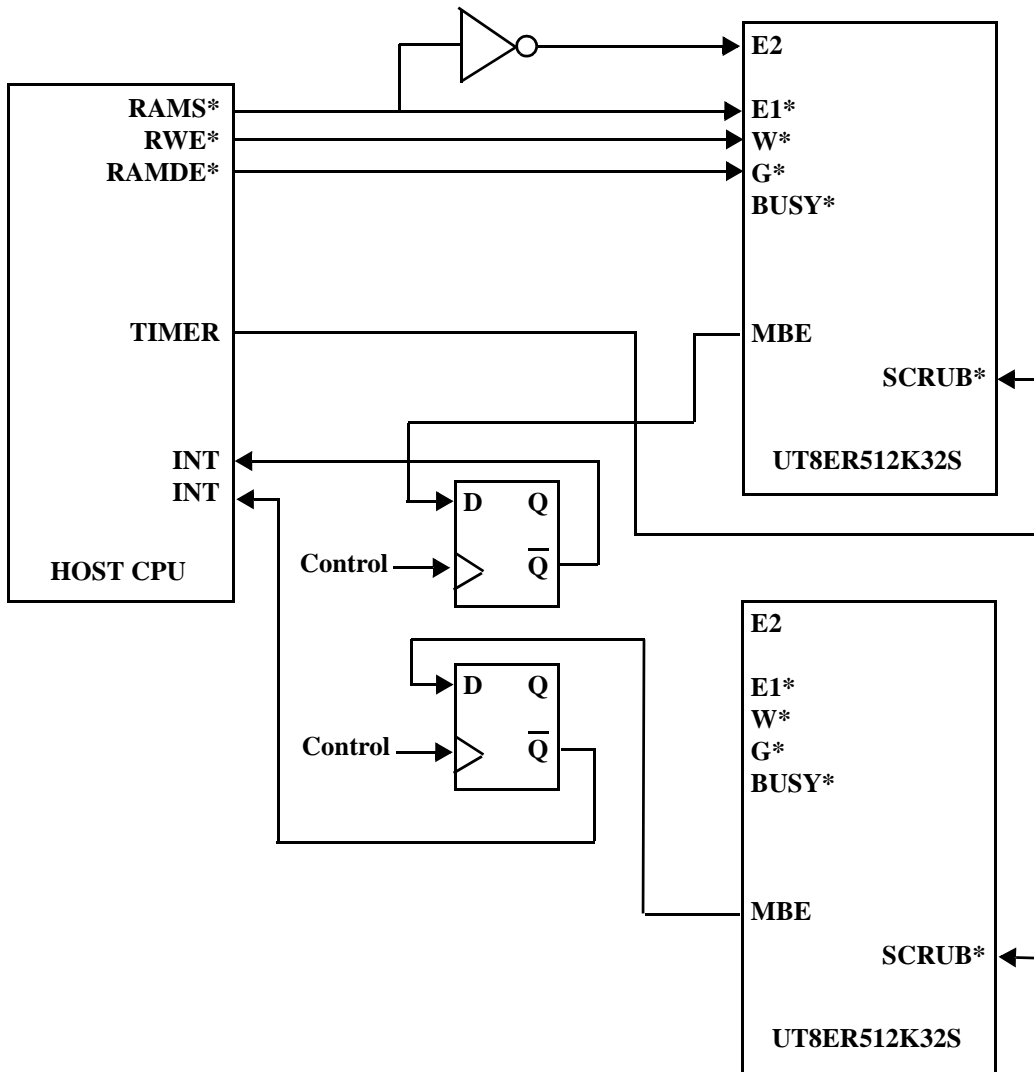 E2
RAMS*
RWE*
RAMDE*
E1*
W*
G*
BUSY*
TIMER
MBE
SCRUB*
INT
INT
UT8ER512K32S
D Q
Control
Q̅
HOST CPU
E2
D Q
Control
Q̅
E1*
W*
G*
BUSY*
MBE
SCRUB*
UT8ER512K32S